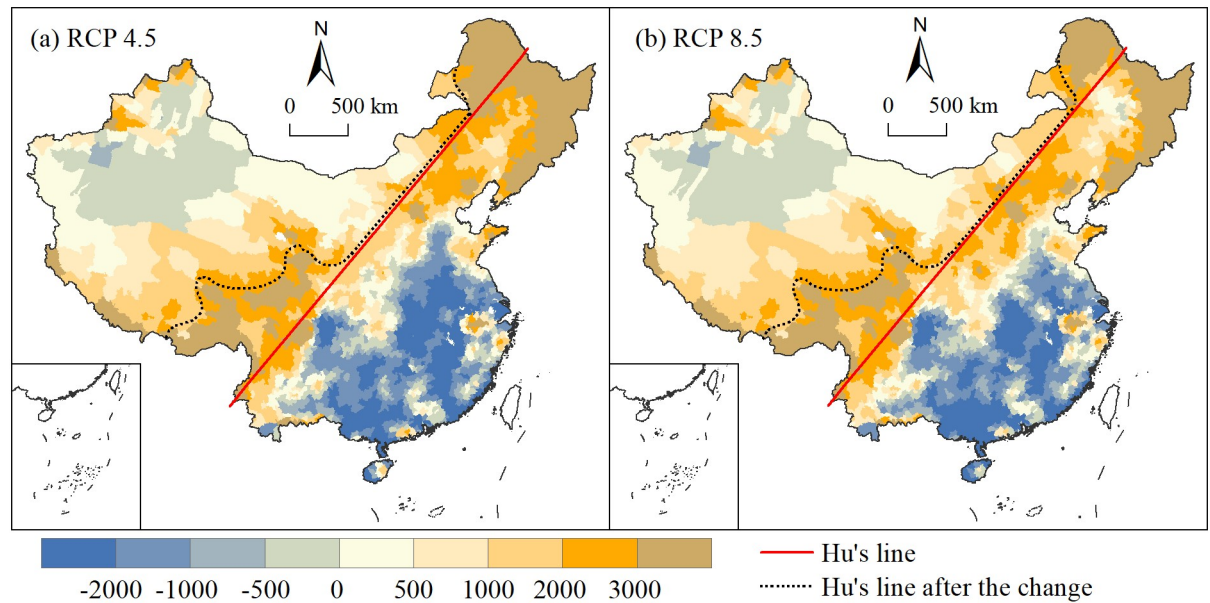 (a) RCP 4.5
N
0 500 km
(b) RCP 8.5
N
0 500 km
-2000 -1000 -500 0 500 1000 2000 3000
Hu's line
Hu's line after the change